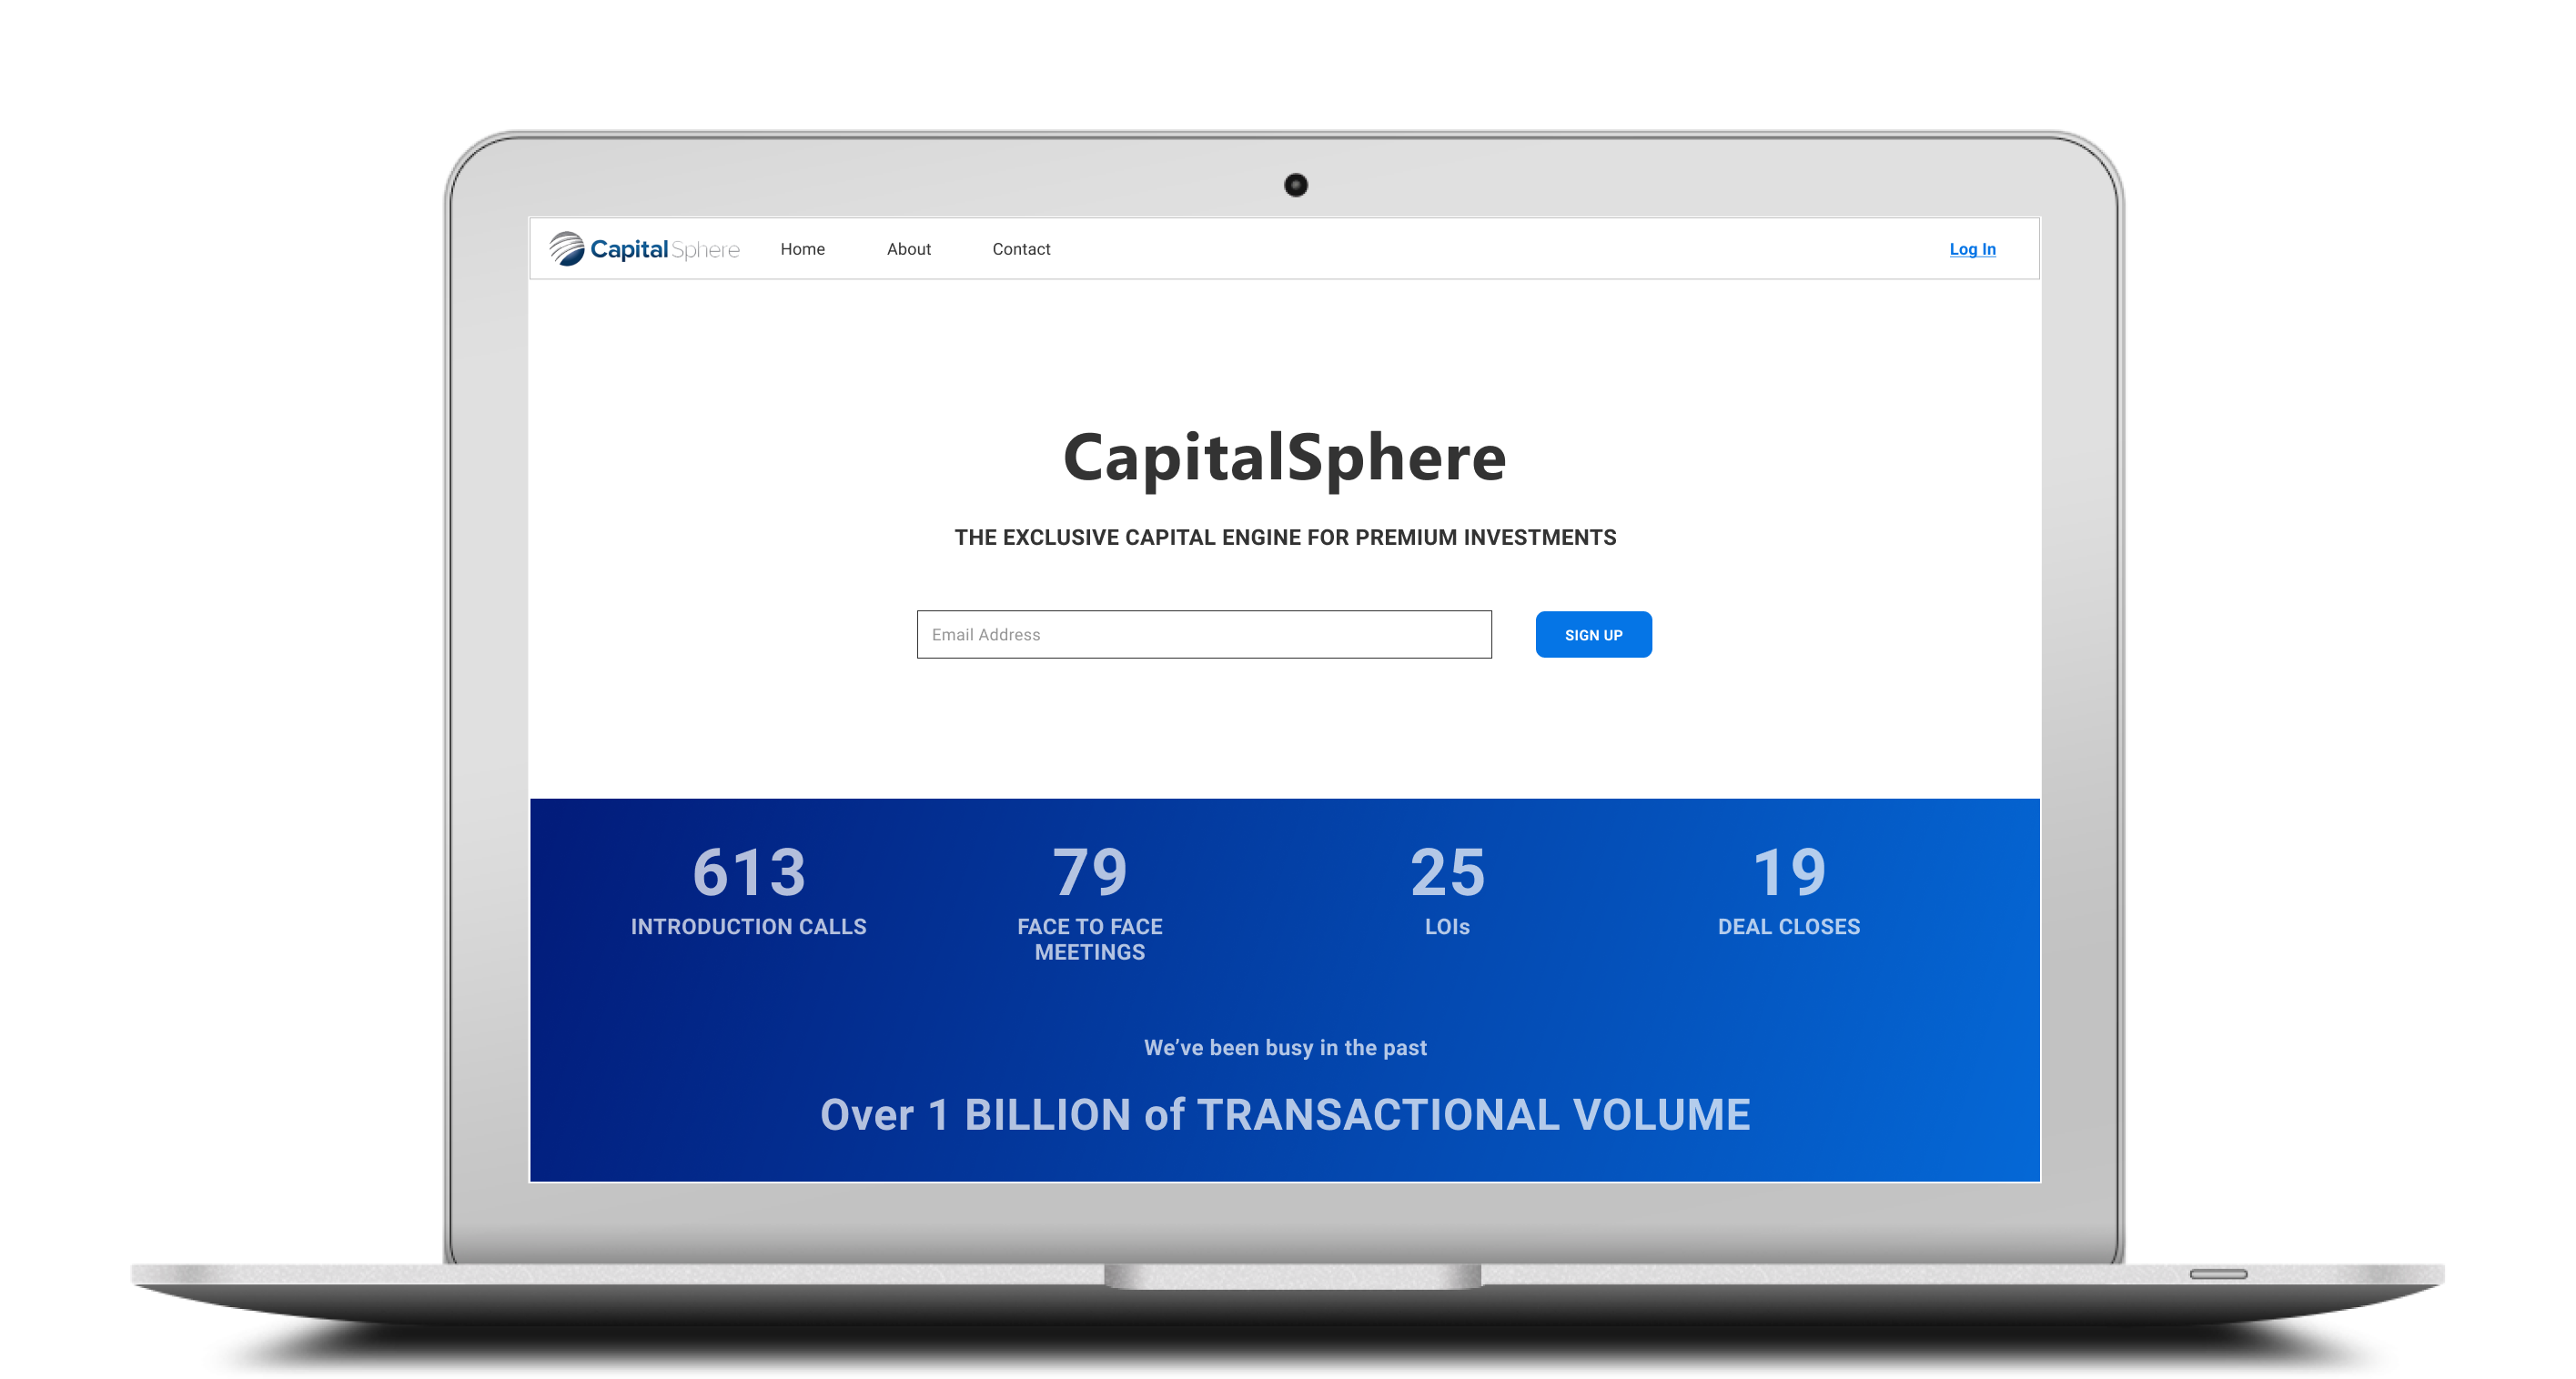 CapitalSphere Home About Contact Log In
CapitalSphere
THE EXCLUSIVE CAPITAL ENGINE FOR PREMIUM INVESTMENTS
Email Address SIGN UP
613 79 25 19
INTRODUCTION CALLS FACE TO FACE LOIs DEAL CLOSES
MEETINGS
We’ve been busy in the past
Over 1 BILLION of TRANSACTIONAL VOLUME